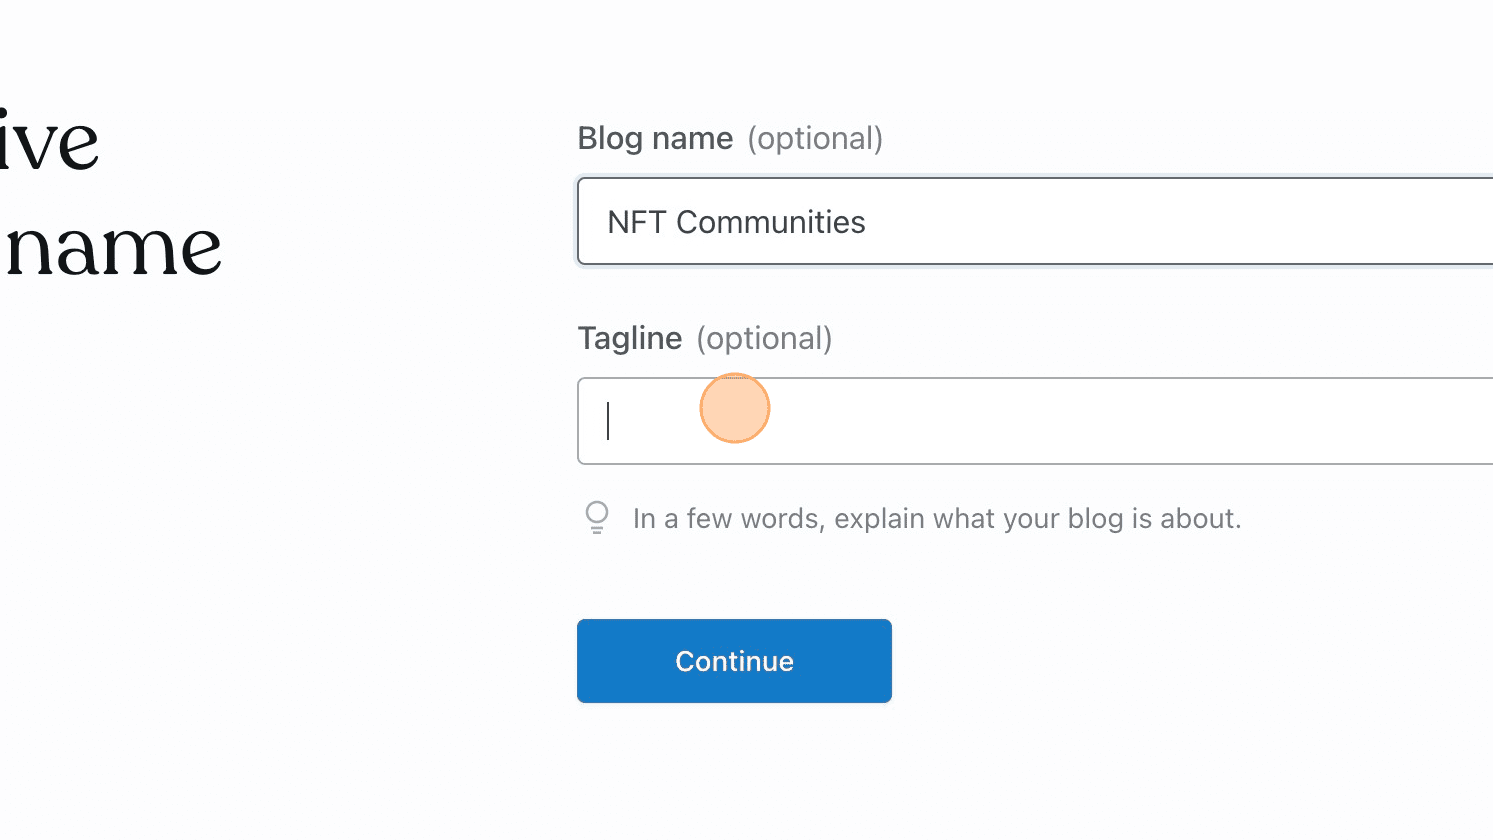 ive
name
Blog name (optional)
NFT Communities
Tagline (optional)
In a few words, explain what your blog is about.
Continue